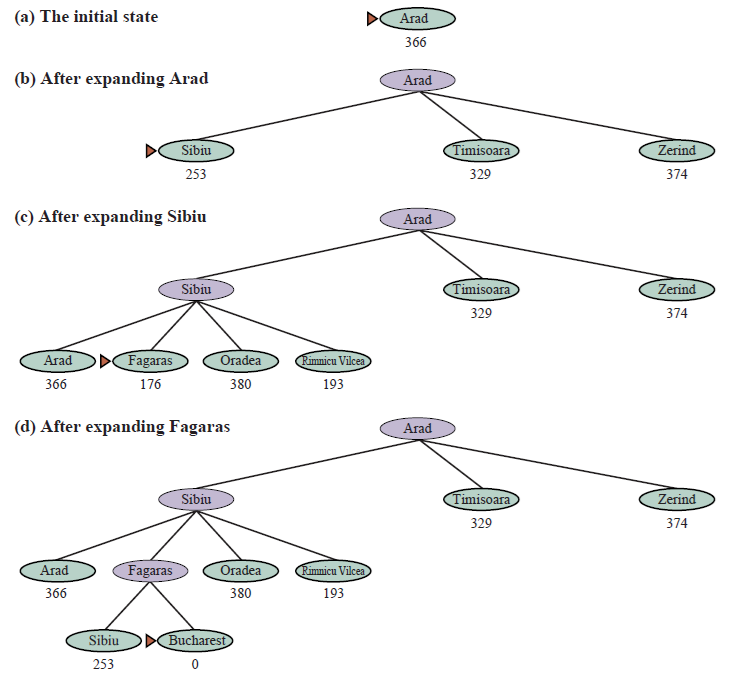 (a) The initial state
Arad
366
(b) After expanding Arad
Arad
Sibiu Timisoara Zerind
253 329 374
(c) After expanding Sibiu
Arad
Sibiu Timisoara Zerind
329 374
Arad Fagaras Oradea Rimnicu Vilcea
366 176 380 193
(d) After expanding Fagaras
Arad
Sibiu Timisoara Zerind
329 374
Arad Fagaras Oradea Rimnicu Vilcea
366 380 193
Sibiu Bucharest
253 0